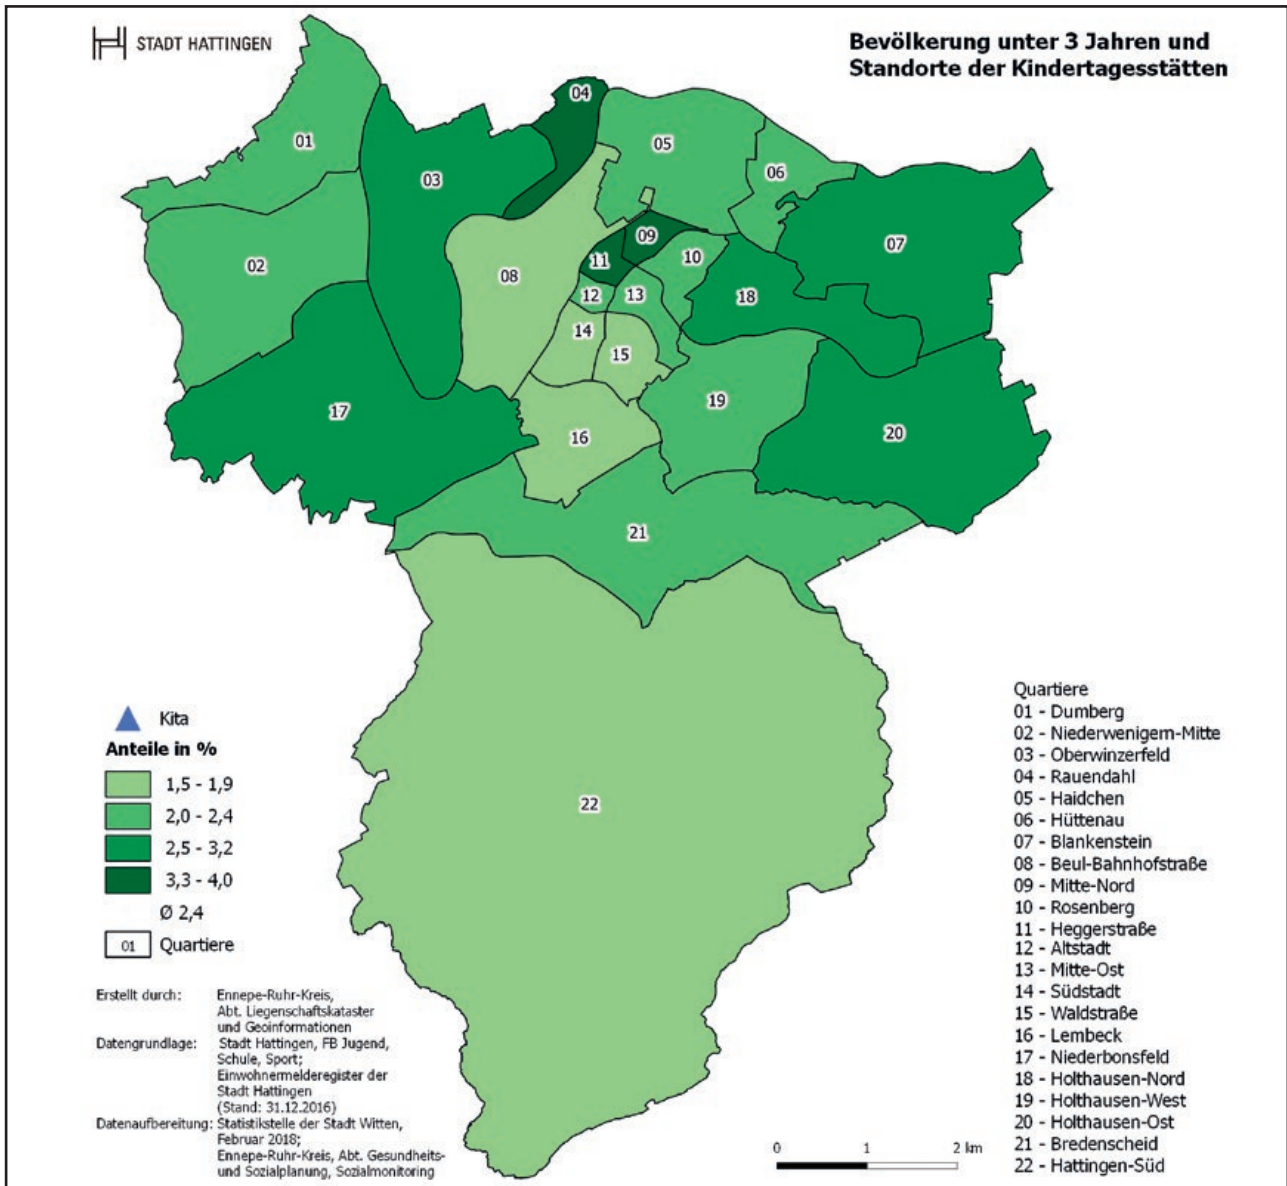 STADT HATTINGEN
Bevölkerung unter 3 Jahren und
Standorte der Kindertagesstätten
04
01
05
03
06
09
07
02
11
10
08
12
13
18
14
15
17
19
16
20
21
22
Kita
Anteile in %
1,5 - 1,9
2,0 - 2,4
2,5 - 3,2
3,3 - 4,0
Ø 2,4
01 Quartiere
Erstellt durch: Ennepe-Ruhr-Kreis,
Abt. Liegenschaftskataster
und Geoinformationen
Datengrundlage: Stadt Hattingen, FB Jugend,
Schule, Sport;
Einwohnermelderegister der
Stadt Hattingen
(Stand: 31.12.2016)
Datenaufbereitung: Statistikstelle der Stadt Witten,
Februar 2018;
Ennepe-Ruhr-Kreis, Abt. Gesundheits-
und Sozialplanung, Sozialmonitoring
0 1 2 km
Quartiere
01 - Dumberg
02 - Niederwenigern-Mitte
03 - Oberwinzerfeld
04 - Rauendahl
05 - Haidchen
06 - Hüttenau
07 - Blankenstein
08 - Beul-Bahnhofstraße
09 - Mitte-Nord
10 - Rosenberg
11 - Heggerstraße
12 - Altstadt
13 - Mitte-Ost
14 - Südstadt
15 - Waldstraße
16 - Lembeck
17 - Niederbonsfeld
18 - Holthausen-Nord
19 - Holthausen-West
20 - Holthausen-Ost
21 - Bredenscheid
22 - Hattingen-Süd